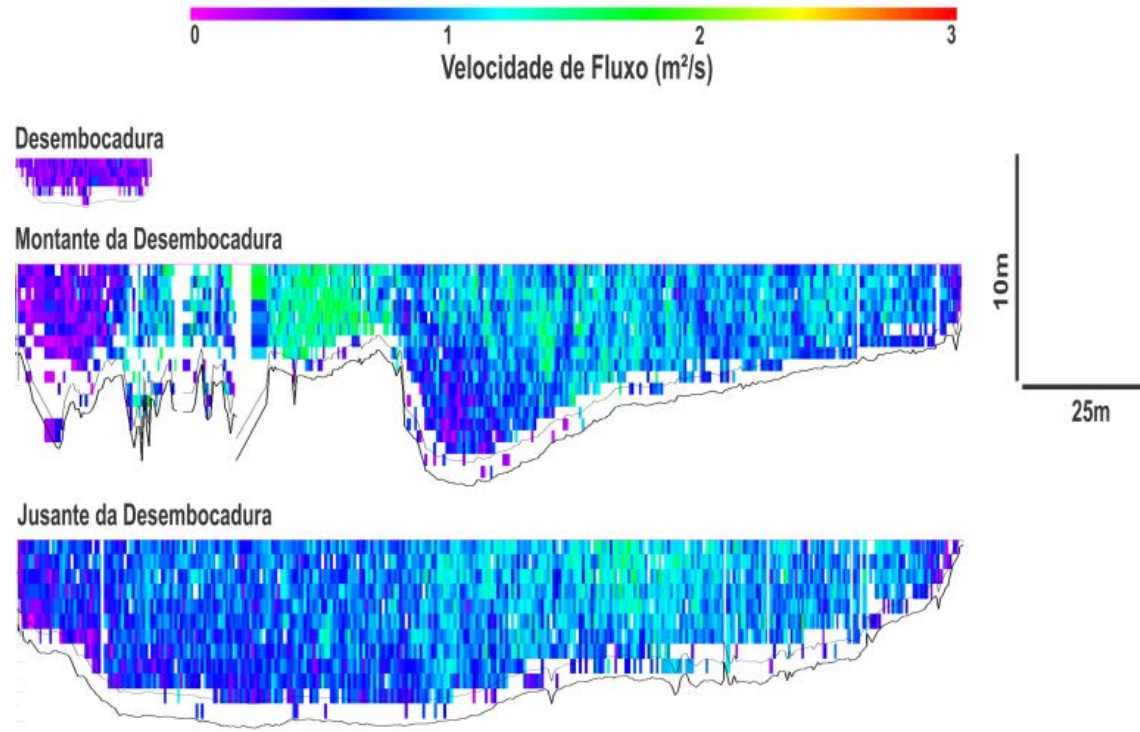 0 1 2 3
Velocidade de Fluxo (m²/s)
Desembocadura
Montante da Desembocadura
10m
25m
Jusante da Desembocadura